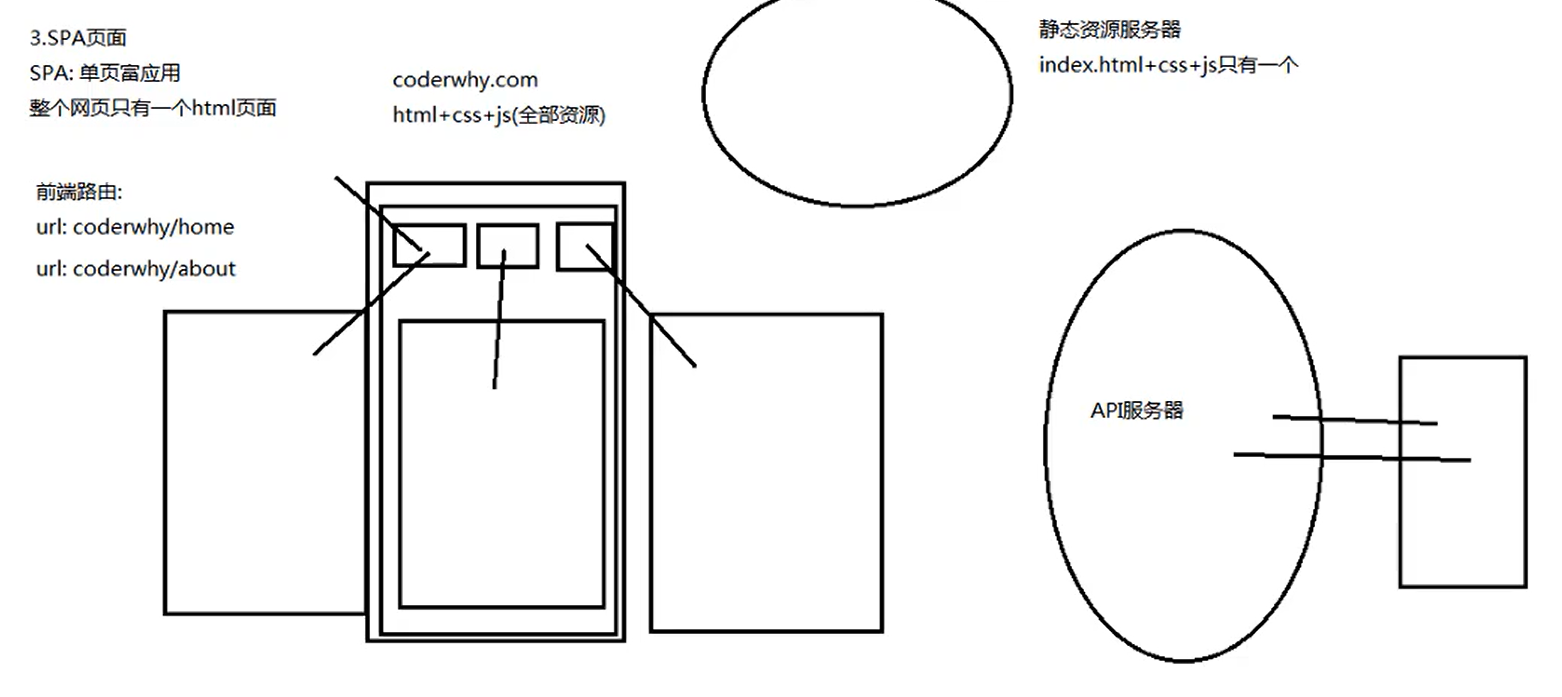 3.SPA页面
SPA: 单页富应用
整个网页只有一个html页面
coderwhy.com
html+css+js(全部资源)
静态资源服务器
index.html+css+js只有一个
前端路由:
url: coderwhy/home
url: coderwhy/about
API服务器